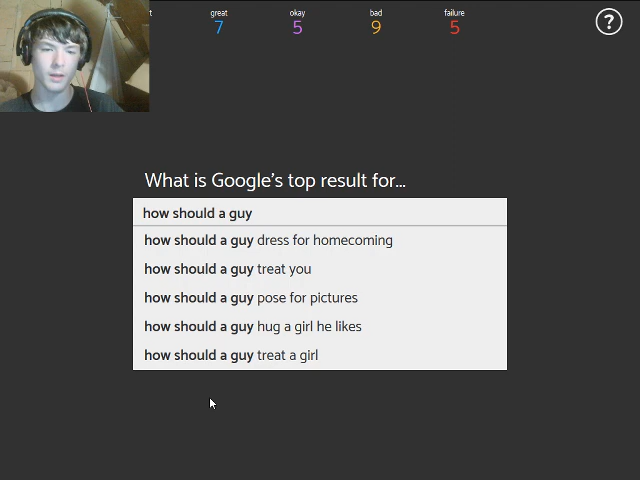 t great okay bad failure
7 5 9 5
?
What is Google's top result for...
how should a guy
how should a guy dress for homecoming
how should a guy treat you
how should a guy pose for pictures
how should a guy hug a girl he likes
how should a guy treat a girl